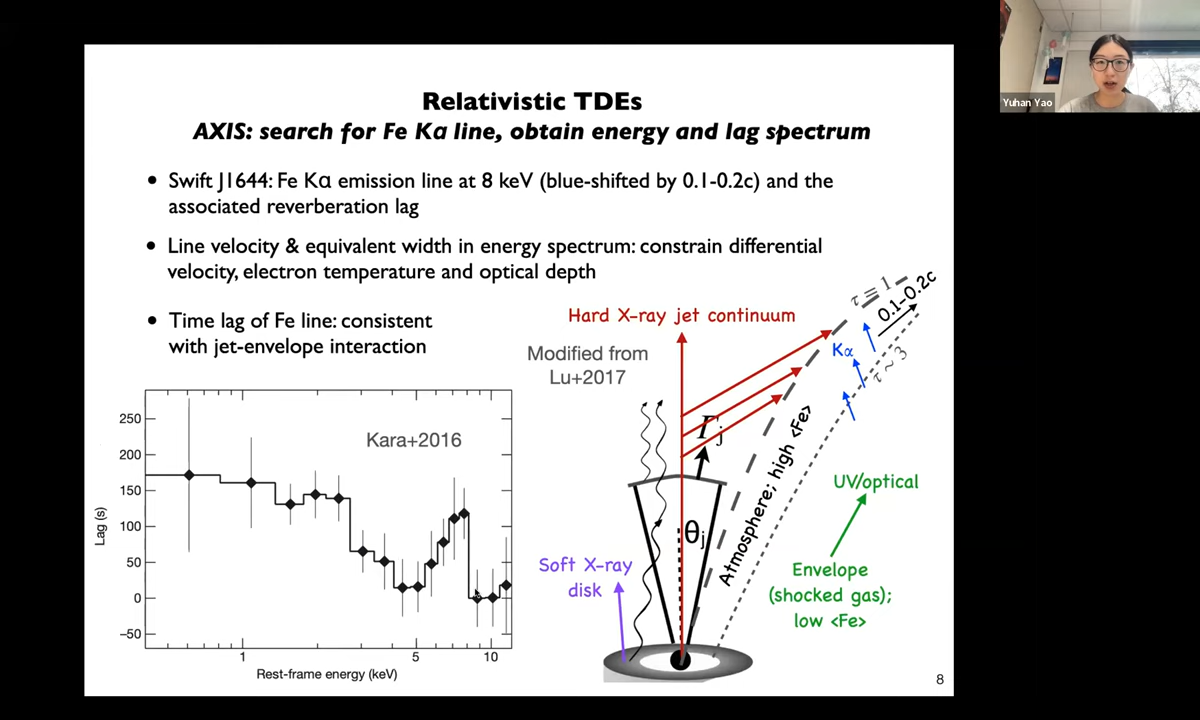 Relativistic TDEs
AXIS: search for Fe Kα line, obtain energy and lag spectrum
• Swift J1644: Fe Kα emission line at 8 keV (blue-shifted by 0.1-0.2c) and the
associated reverberation lag
• Line velocity & equivalent width in energy spectrum: constrain differential
velocity, electron temperature and optical depth
• Time lag of Fe line: consistent
with jet-envelope interaction
Hard X-ray jet continuum
Modified from
Lu+2017
τ = 1
0.1-0.2c
Kα
τ ~ 3
Γj
θj
Atmosphere; high <Fe>
UV/optical
Envelope
(shocked gas);
low <Fe>
Soft X-ray
disk
Kara+2016
Lag (s)
250
200
150
100
50
0
−50
1
5
10
Rest-frame energy (keV)
8
Yuhan Yao